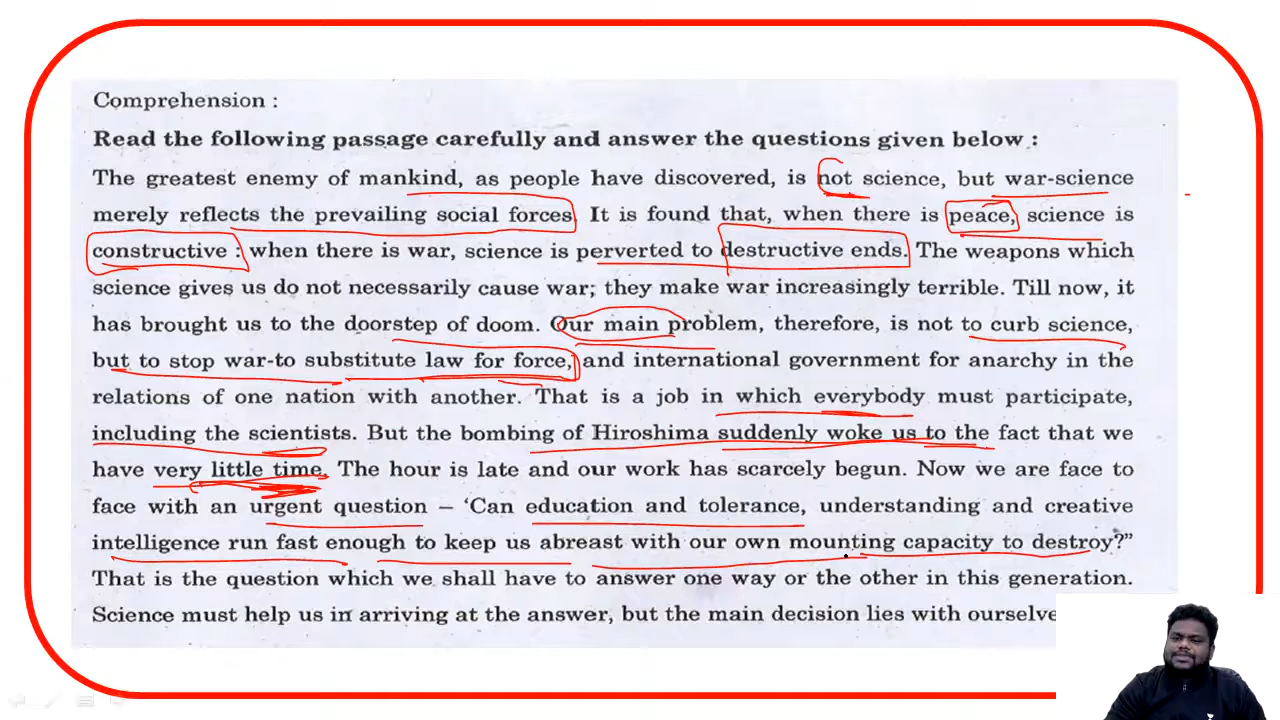 Comprehension :
Read the following passage carefully and answer the questions given below :
The greatest enemy of mankind, as people have discovered, is not science, but war-science
merely reflects the prevailing social forces. It is found that, when there is peace, science is
constructive : when there is war, science is perverted to destructive ends. The weapons which
science gives us do not necessarily cause war; they make war increasingly terrible. Till now, it
has brought us to the doorstep of doom. Our main problem, therefore, is not to curb science,
but to stop war-to substitute law for force, and international government for anarchy in the
relations of one nation with another. That is a job in which everybody must participate,
including the scientists. But the bombing of Hiroshima suddenly woke us to the fact that we
have very little time. The hour is late and our work has scarcely begun. Now we are face to
face with an urgent question – ‘Can education and tolerance, understanding and creative
intelligence run fast enough to keep us abreast with our own mounting capacity to destroy?”
That is the question which we shall have to answer one way or the other in this generation.
Science must help us in arriving at the answer, but the main decision lies with